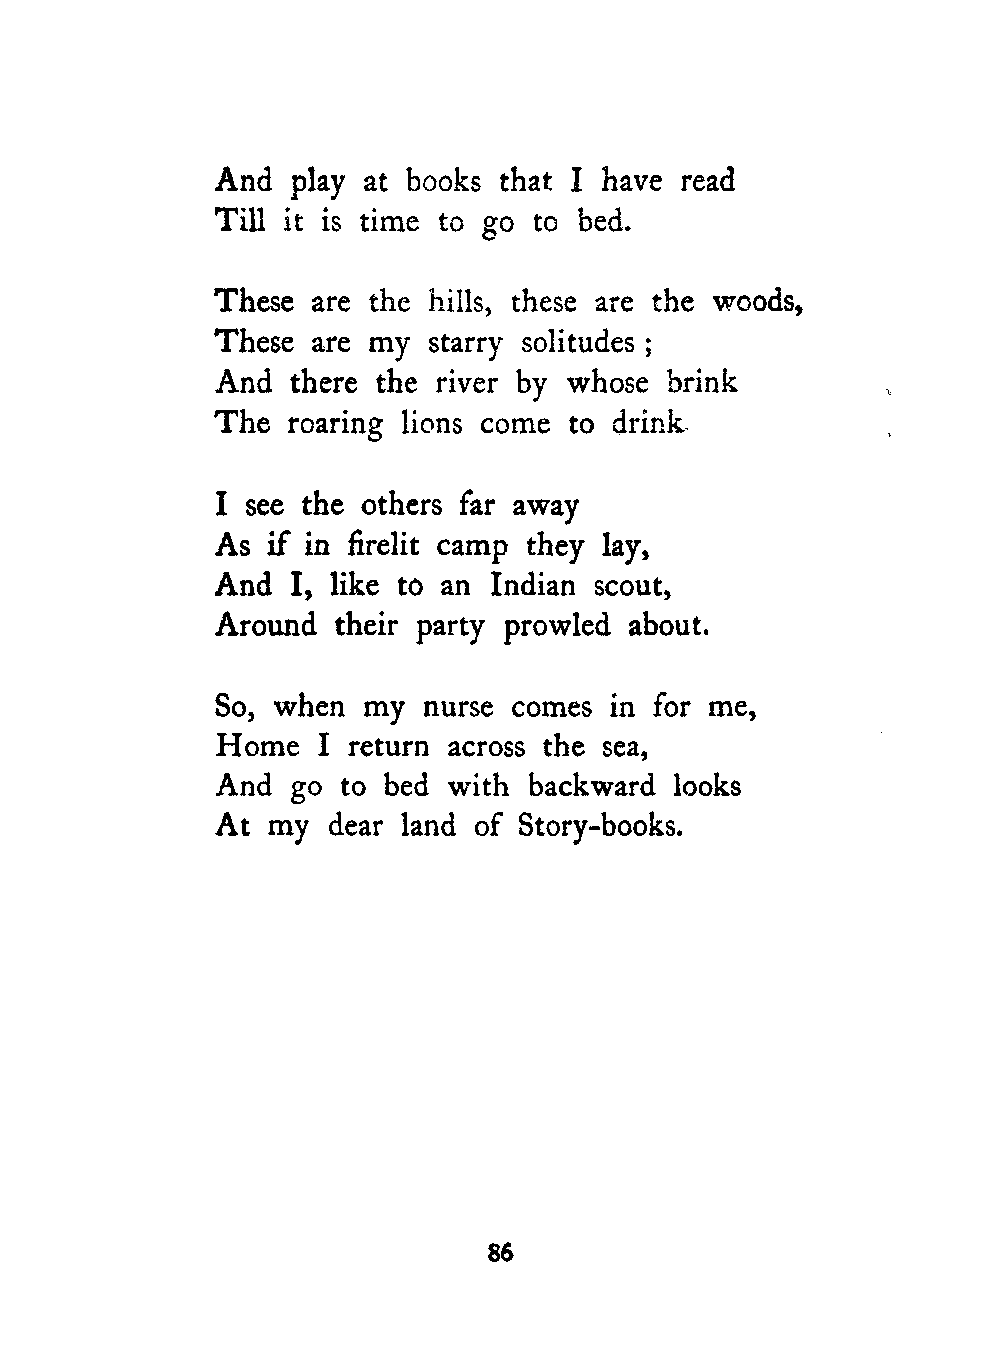 And play at books that I have read
Till it is time to go to bed.
These are the hills, these are the woods,
These are my starry solitudes ;
And there the river by whose brink
The roaring lions come to drink.
I see the others far away
As if in firelit camp they lay,
And I, like to an Indian scout,
Around their party prowled about.
So, when my nurse comes in for me,
Home I return across the sea,
And go to bed with backward looks
At my dear land of Story-books.
86